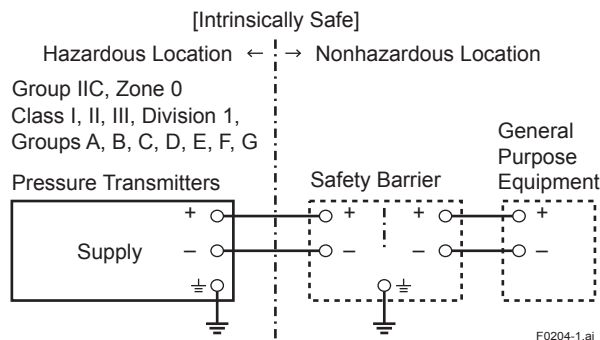 [Intrinsically Safe]
Hazardous Location ← → Nonhazardous Location
Group IIC, Zone 0
Class I, II, III, Division 1,
Groups A, B, C, D, E, F, G
General
Purpose
Equipment
Pressure Transmitters
Safety Barrier
+ + + +
Supply
– – – –
F0204-1.ai